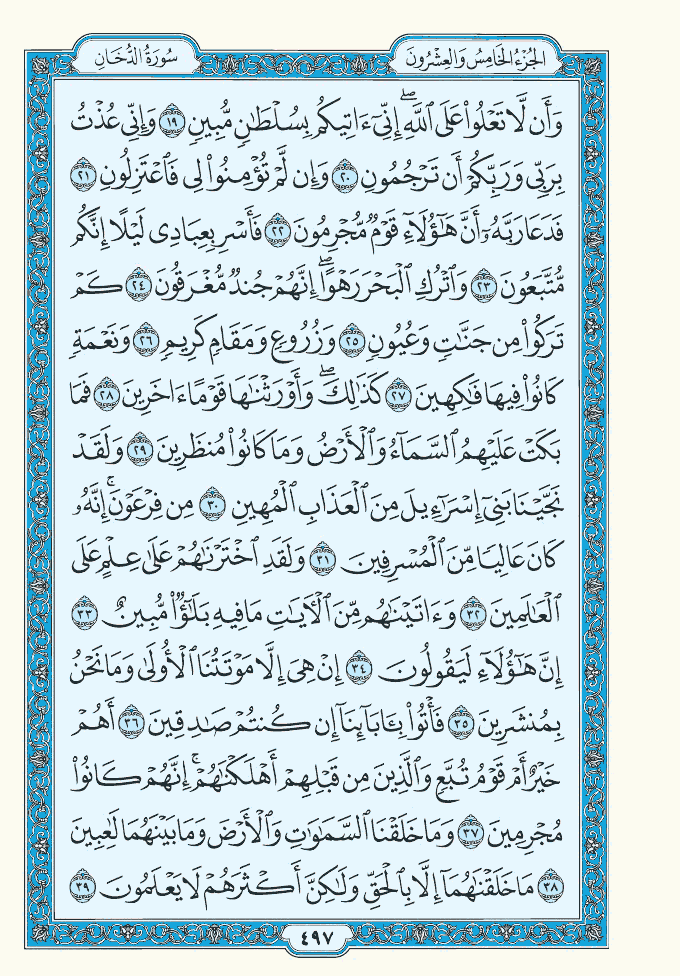 الجُزْءُ الخَامِسُ وَالعِشْرُونَ
سُورَةُ الدُّخَانِ
وَأَن لَّا تَعْلُوا۟ عَلَى ٱللَّهِ ۖ إِنِّىٓ ءَاتِيكُم بِسُلْطَٰنٍ مُّبِينٍ ١٩ وَإِنِّى عُذْتُ
بِرَبِّى وَرَبِّكُمْ أَن تَرْجُمُونِ ٢٠ وَإِن لَّمْ تُؤْمِنُوا۟ لِى فَٱعْتَزِلُونِ ٢١
فَدَعَا رَبَّهُۥٓ أَنَّ هَٰٓؤُلَآءِ قَوْمٌ مُّجْرِمُونَ ٢٢ فَأَسْرِ بِعِبَادِى لَيْلًا إِنَّكُم
مُّتَّبَعُونَ ٢٣ وَٱتْرُكِ ٱلْبَحْرَ رَهْوًا ۖ إِنَّهُمْ جُندٌ مُّغْرَقُونَ ٢٤ كَمْ
تَرَكُوا۟ مِن جَنَّٰتٍ وَعُيُونٍ ٢٥ وَزُرُوعٍ وَمَقَامٍ كَرِيمٍ ٢٦ وَنَعْمَةٍ
كَانُوا۟ فِيهَا فَٰكِهِينَ ٢٧ كَذَٰلِكَ ۖ وَأَوْرَثْنَٰهَا قَوْمًا ءَاخَرِينَ ٢٨ فَمَا
بَكَتْ عَلَيْهِمُ ٱلسَّمَآءُ وَٱلْأَرْضُ وَمَا كَانُوا۟ مُنظَرِينَ ٢٩ وَلَقَدْ
نَجَّيْنَا بَنِىٓ إِسْرَٰٓءِيلَ مِنَ ٱلْعَذَابِ ٱلْمُهِينِ ٣٠ مِن فِرْعَوْنَ ۚ إِنَّهُۥ
كَانَ عَالِيًا مِّنَ ٱلْمُسْرِفِينَ ٣١ وَلَقَدِ ٱخْتَرْنَٰهُمْ عَلَىٰ عِلْمٍ عَلَى
ٱلْعَٰلَمِينَ ٣٢ وَءَاتَيْنَٰهُم مِّنَ ٱلْءَايَٰتِ مَا فِيهِ بَلَٰٓؤٌا۟ مُّبِينٌ ٣٣
إِنَّ هَٰٓؤُلَآءِ لَيَقُولُونَ ٣٤ إِنْ هِىَ إِلَّا مَوْتَتُنَا ٱلْأُولَىٰ وَمَا نَحْنُ
بِمُنشَرِينَ ٣٥ فَأْتُوا۟ بِـَٔابَآئِنَآ إِن كُنتُمْ صَٰدِقِينَ ٣٦ أَهُمْ
خَيْرٌ أَمْ قَوْمُ تُبَّعٍ وَٱلَّذِينَ مِن قَبْلِهِمْ ۚ أَهْلَكْنَٰهُمْ ۖ إِنَّهُمْ كَانُوا۟
مُجْرِمِينَ ٣٧ وَمَا خَلَقْنَا ٱلسَّمَٰوَٰتِ وَٱلْأَرْضَ وَمَا بَيْنَهُمَا لَٰعِبِينَ
٣٨ مَا خَلَقْنَٰهُمَآ إِلَّا بِٱلْحَقِّ وَلَٰكِنَّ أَكْثَرَهُمْ لَا يَعْلَمُونَ ٣٩
٤٩٧